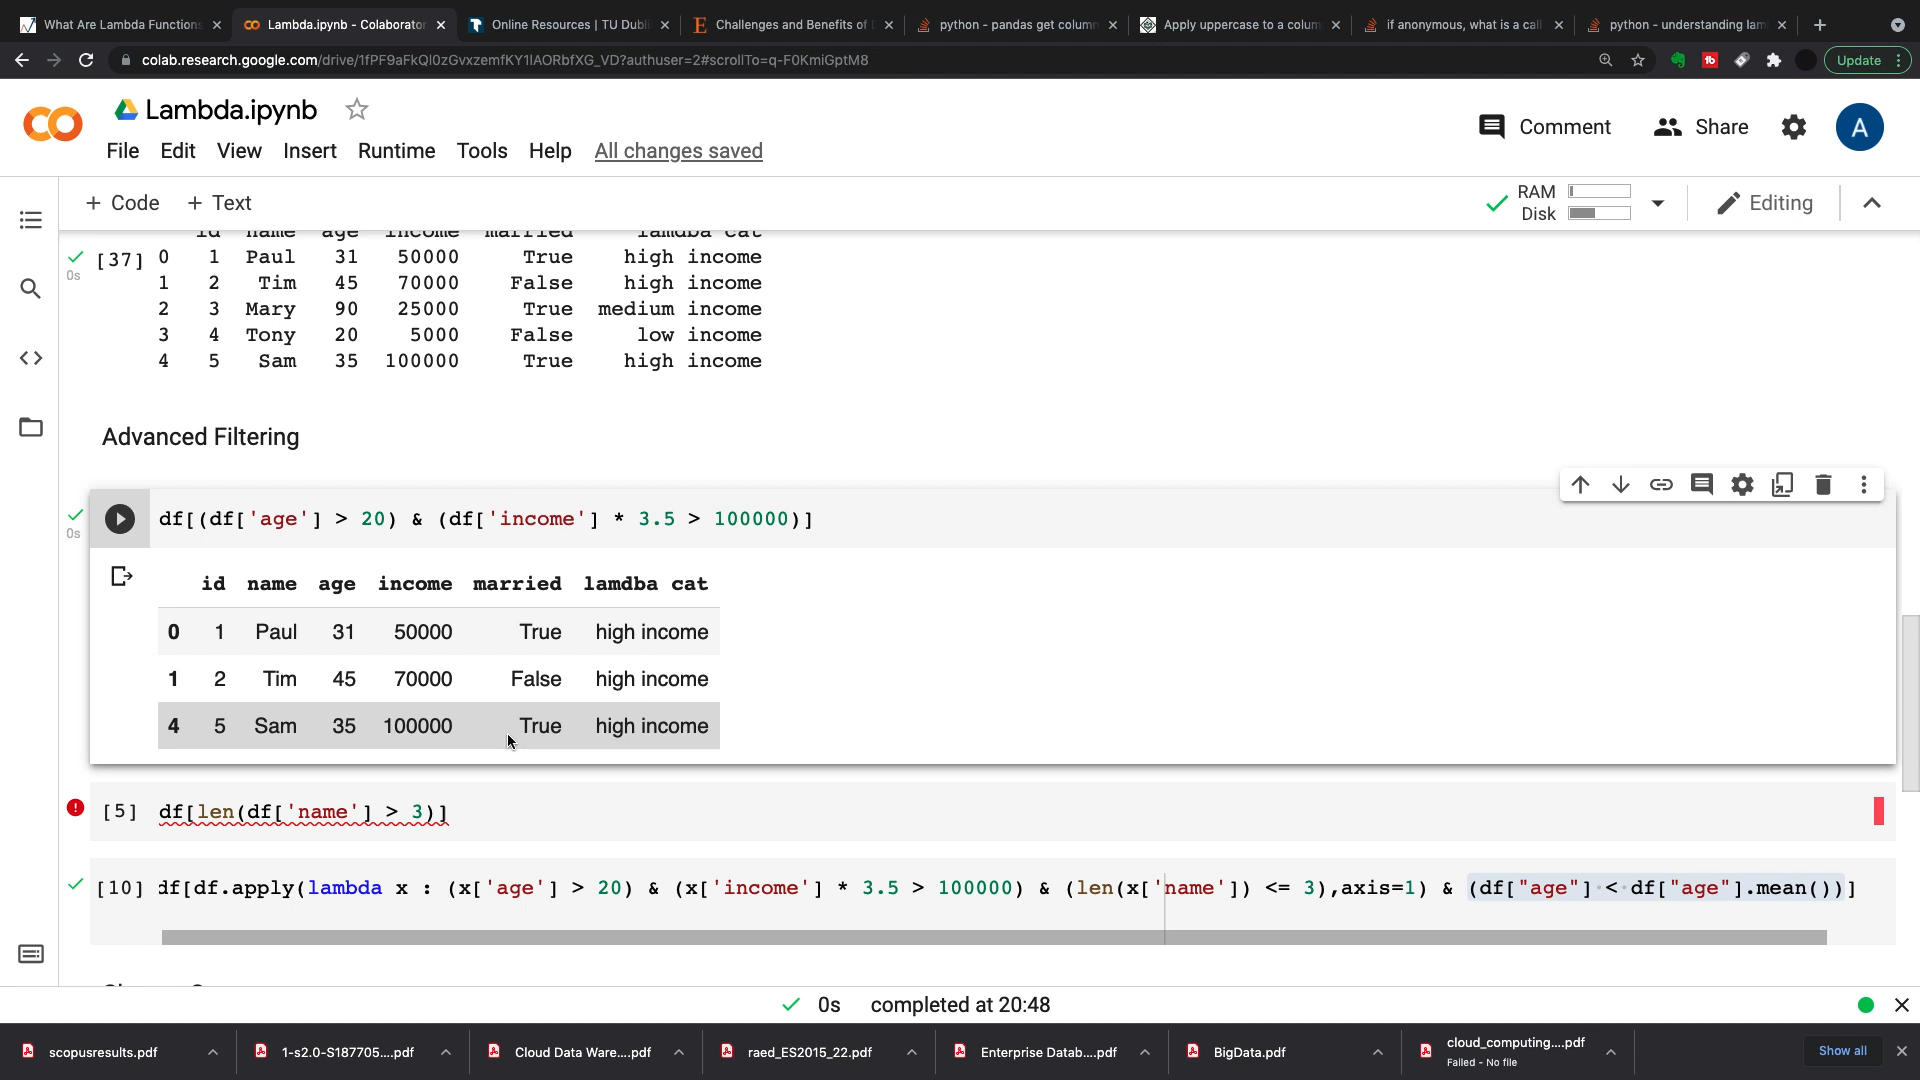 What Are Lambda Functions
Lambda.ipynb - Colaborator
Online Resources | TU Dubli
Challenges and Benefits of
python - pandas get column
Apply uppercase to a colum
if anonymous, what is a call
python - understanding lam
colab.research.google.com/drive/1fPF9aFkQl0zGvxzemfKY1lAORbfXG_VD?authuser=2#scrollTo=q-F0KmiGptM8
Update
Lambda.ipynb
File Edit View Insert Runtime Tools Help All changes saved
Comment Share A
+ Code + Text
RAM
Disk
Editing
id name age income married lamdba cat
[37] 0 1 Paul 31 50000 True high income
0s
1 2 Tim 45 70000 False high income
2 3 Mary 90 25000 True medium income
3 4 Tony 20 5000 False low income
4 5 Sam 35 100000 True high income
Advanced Filtering
df[(df['age'] > 20) & (df['income'] * 3.5 > 100000)]
0s
id name age income married lamdba cat
0 1 Paul 31 50000 True high income
1 2 Tim 45 70000 False high income
4 5 Sam 35 100000 True high income
[5] df[len(df['name'] > 3)]
[10] df[df.apply(lambda x : (x['age'] > 20) & (x['income'] * 3.5 > 100000) & (len(x['name']) <= 3),axis=1) & (df["age"] < df["age"].mean())]
0s completed at 20:48
scopusresults.pdf
1-s2.0-S187705....pdf
Cloud Data Ware....pdf
raed_ES2015_22.pdf
Enterprise Datab....pdf
BigData.pdf
cloud_computing....pdf
Failed - No file
Show all